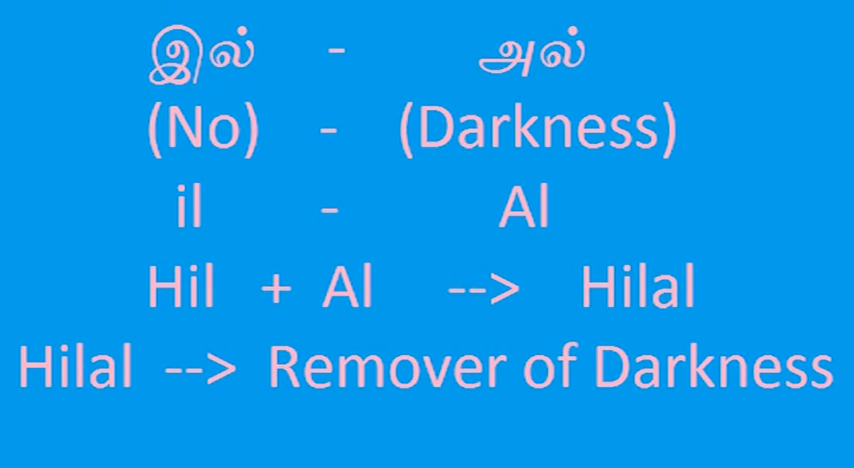 இல் - அல்
(No) - (Darkness)
il - Al
Hil + Al --> Hilal
Hilal --> Remover of Darkness